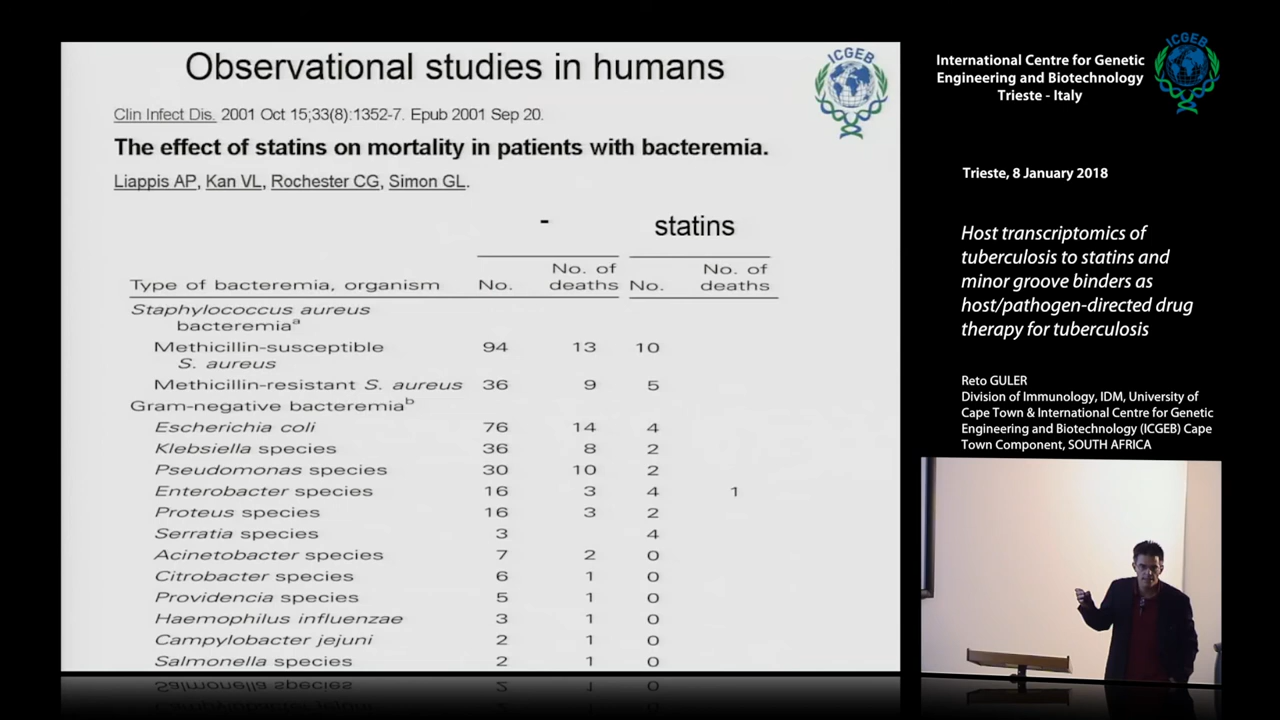 Observational studies in humans
ICGEB
Clin Infect Dis. 2001 Oct 15;33(8):1352-7. Epub 2001 Sep 20.
The effect of statins on mortality in patients with bacteremia.
Liappis AP, Kan VL, Rochester CG, Simon GL.
- statins
No. of No. of
Type of bacteremia, organism No. deaths No. deaths
Staphylococcus aureus
bacteremiaa
Methicillin-susceptible 94 13 10
S. aureus
Methicillin-resistant S. aureus 36 9 5
Gram-negative bacteremiab
Escherichia coli 76 14 4
Klebsiella species 36 8 2
Pseudomonas species 30 10 2
Enterobacter species 16 3 4 1
Proteus species 16 3 2
Serratia species 3 4
Acinetobacter species 7 2 0
Citrobacter species 6 1 0
Providencia species 5 1 0
Haemophilus influenzae 3 1 0
Campylobacter jejuni 2 1 0
Salmonella species 2 1 0
International Centre for Genetic
Engineering and Biotechnology
Trieste - Italy
ICGEB
Trieste, 8 January 2018
Host transcriptomics of
tuberculosis to statins and
minor groove binders as
host/pathogen-directed drug
therapy for tuberculosis
Reto GULER
Division of Immunology, IDM, University of
Cape Town & International Centre for Genetic
Engineering and Biotechnology (ICGEB) Cape
Town Component, SOUTH AFRICA